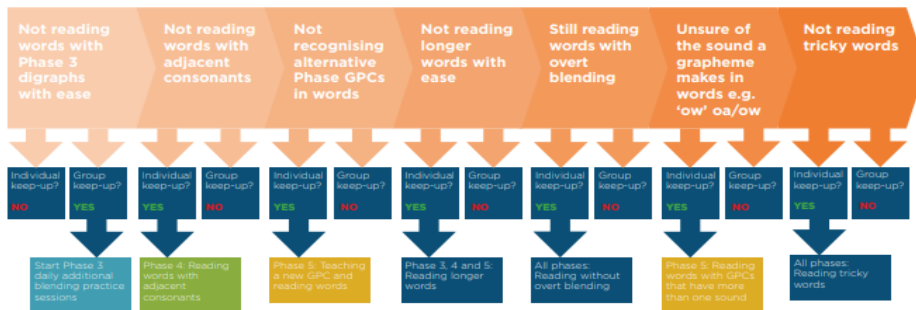 Not reading
words with
Phase 3
digraphs
with ease
Not reading
words with
adjacent
consonants
Not
recognising
alternative
Phase GPCs
in words
Not reading
longer
words with
ease
Still reading
words with
overt
blending
Unsure of
the sound a
grapheme
makes in
words e.g.
‘ow’ oa/ow
Not reading
tricky words
Individual
keep-up?
NO
Group
keep-up?
YES
Individual
keep-up?
YES
Group
keep-up?
NO
Individual
keep-up?
YES
Group
keep-up?
NO
Individual
keep-up?
YES
Group
keep-up?
NO
Individual
keep-up?
YES
Group
keep-up?
NO
Individual
keep-up?
YES
Group
keep-up?
NO
Individual
keep-up?
YES
Group
keep-up?
NO
Start Phase 3
daily additional
blending practice
sessions
Phase 4: Reading
words with
adjacent
consonants
Phase 5: Teaching
a new GPC and
reading words
Phase 3, 4 and 5:
Reading longer
words
All phases:
Reading without
overt blending
Phase 5: Reading
words with GPCs
that have more
than one sound
All phases:
Reading tricky
words